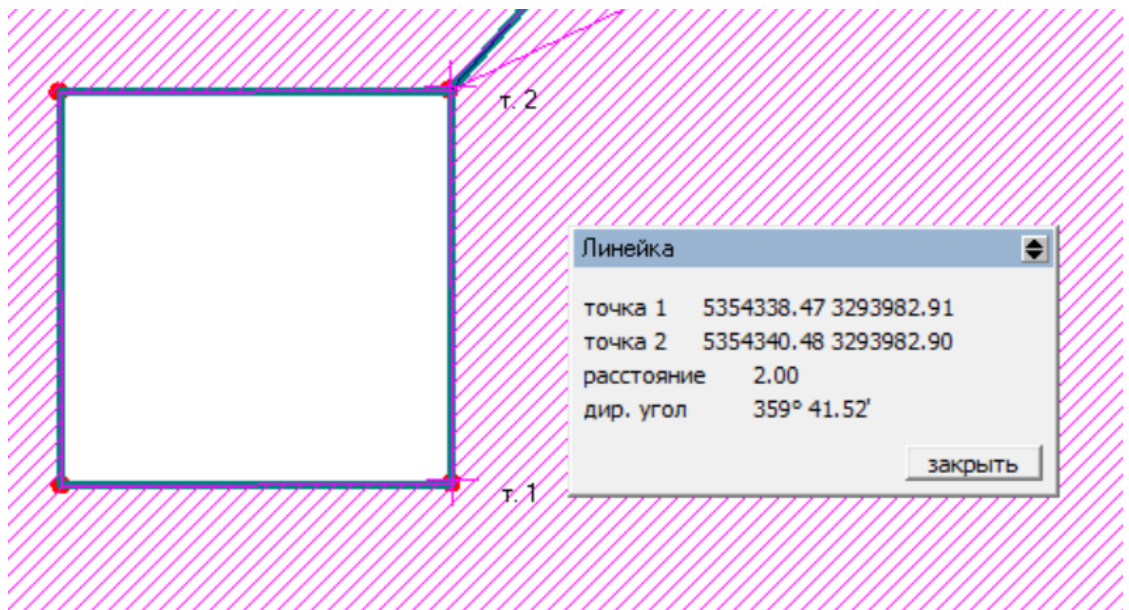 т. 2
Линейка
точка 1 5354338.47 3293982.91
точка 2 5354340.48 3293982.90
расстояние 2.00
дир. угол 359° 41.52'
закрыть
т. 1